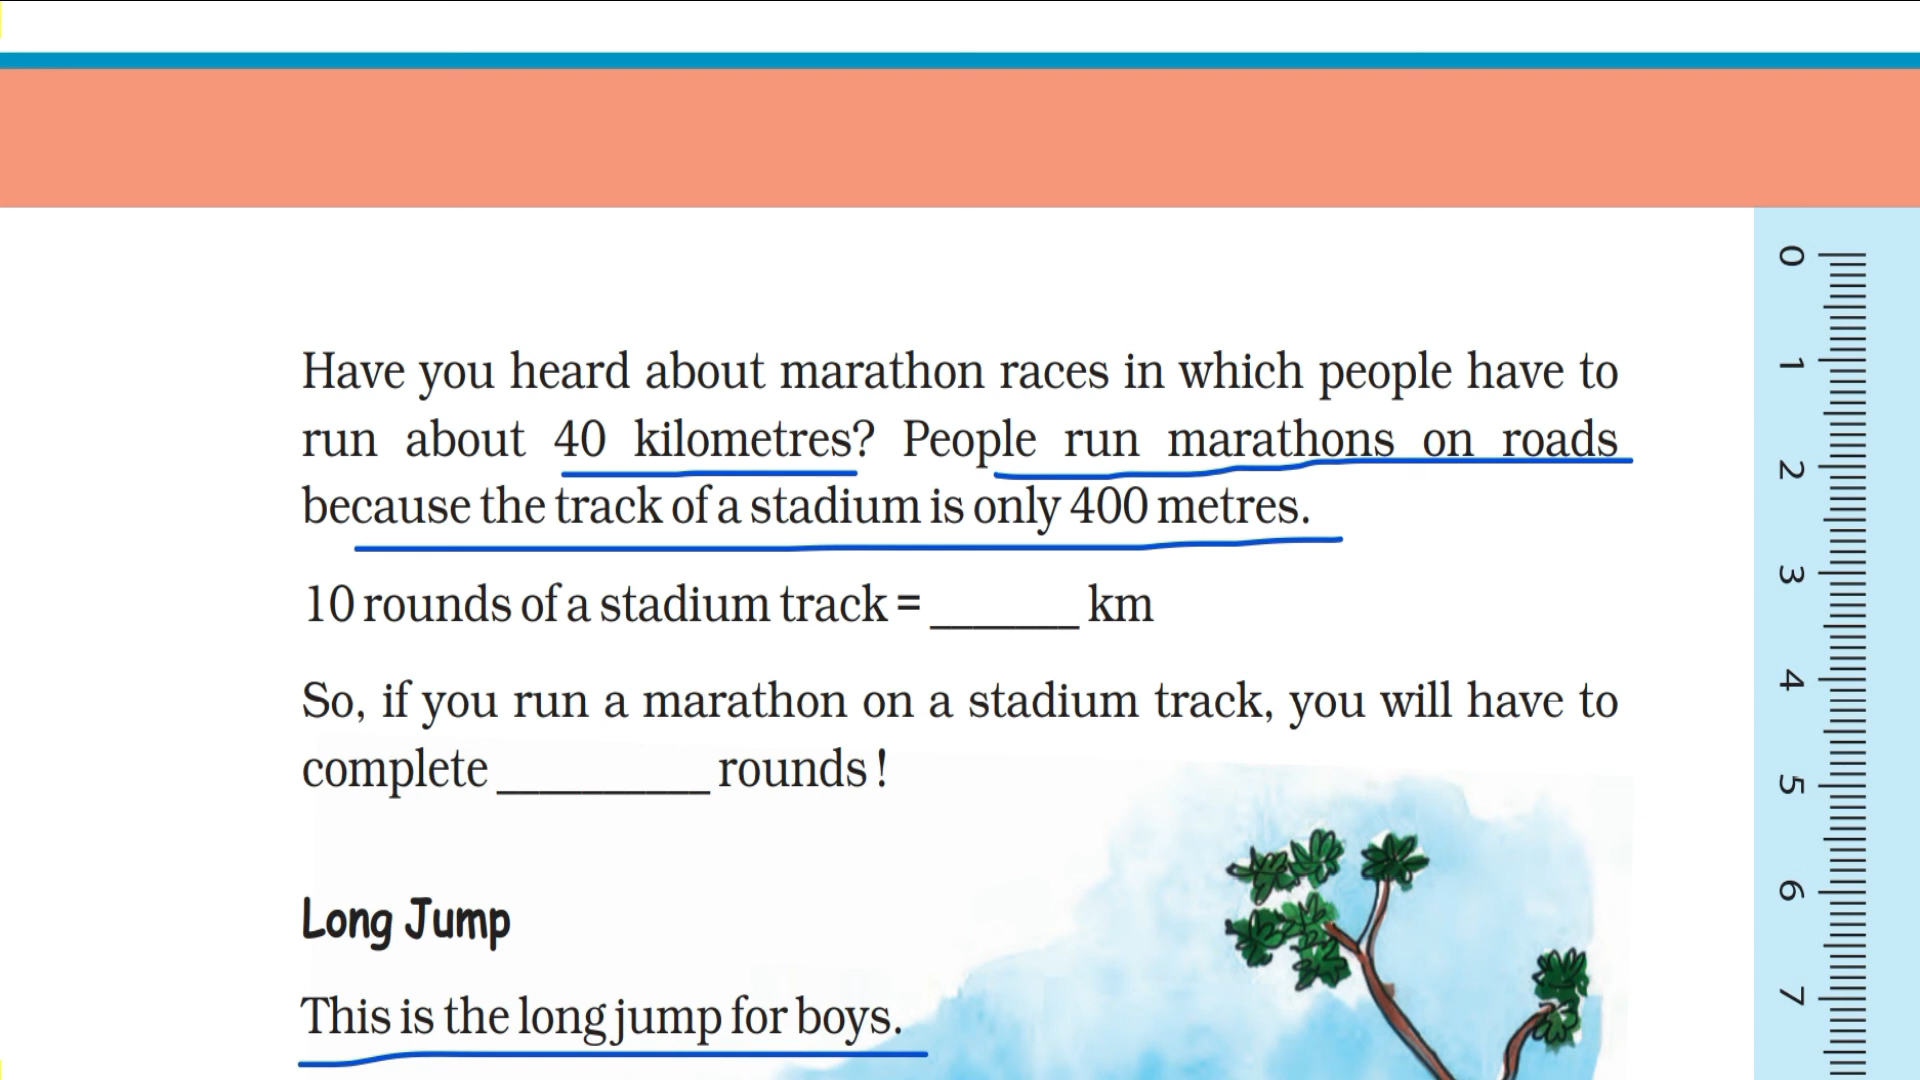 Have you heard about marathon races in which people have to
run about 40 kilometres? People run marathons on roads
because the track of a stadium is only 400 metres.
10 rounds of a stadium track = _______ km
So, if you run a marathon on a stadium track, you will have to
complete __________ rounds !
Long Jump
This is the long jump for boys.
0
1
2
3
4
5
6
7